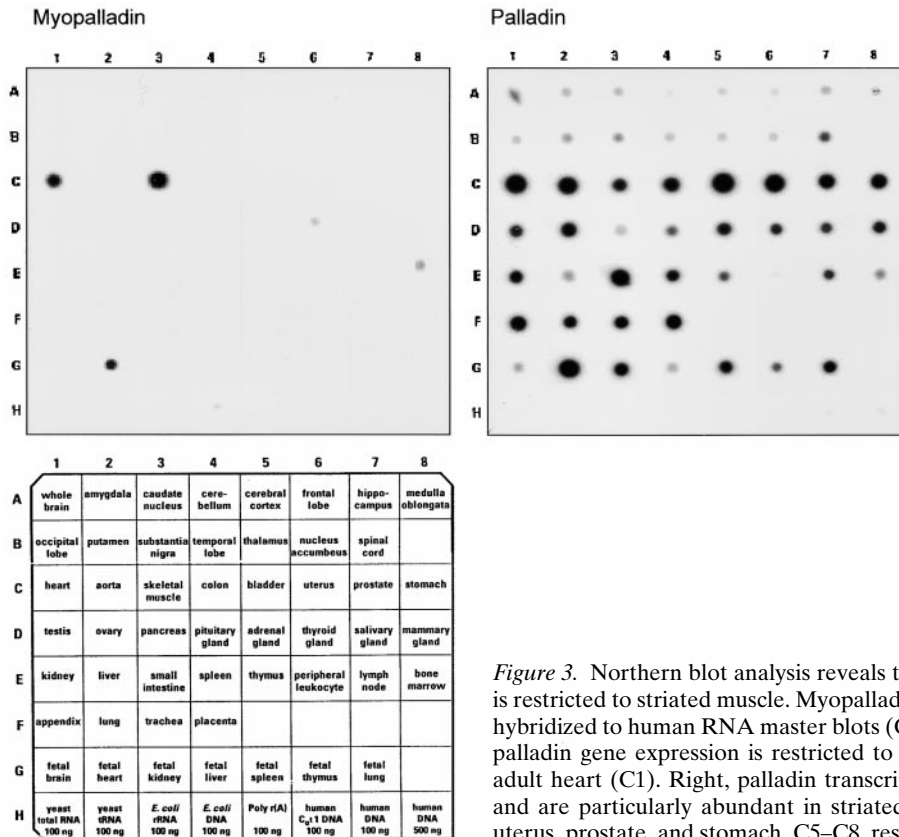 Myopalladin
1 2 3 4 5 6 7 8
A
B
C
D
E
F
G
H
Palladin
1 2 3 4 5 6 7 8
A
B
C
D
E
F
G
H
1 2 3 4 5 6 7 8
A
whole brain
amygdala
caudate nucleus
cere-bellum
cerebral cortex
frontal lobe
hippo-campus
medulla oblongata
B
occipital lobe
putamen
substantia nigra
temporal lobe
thalamus
nucleus accumbeus
spinal cord
C
heart
aorta
skeletal muscle
colon
bladder
uterus
prostate
stomach
D
testis
ovary
pancreas
pituitary gland
adrenal gland
thyroid gland
salivary gland
mammary gland
E
kidney
liver
small intestine
spleen
thymus
peripheral leukocyte
lymph node
bone marrow
F
appendix
lung
trachea
placenta
G
fetal brain
fetal heart
fetal kidney
fetal liver
fetal spleen
fetal thymus
fetal lung
H
yeast total RNA 100 ng
yeast tRNA 100 ng
E. coli rRNA 100 ng
E. coli DNA 100 ng
Poly r(A) 100 ng
human C₀t 1 DNA 100 ng
human DNA 100 ng
human DNA 500 ng
Figure 3. Northern blot analysis reveals t
is restricted to striated muscle. Myopallad
hybridized to human RNA master blots (C
palladin gene expression is restricted to
adult heart (C1). Right, palladin transcri
and are particularly abundant in striated
uterus, prostate, and stomach, C5–C8, res